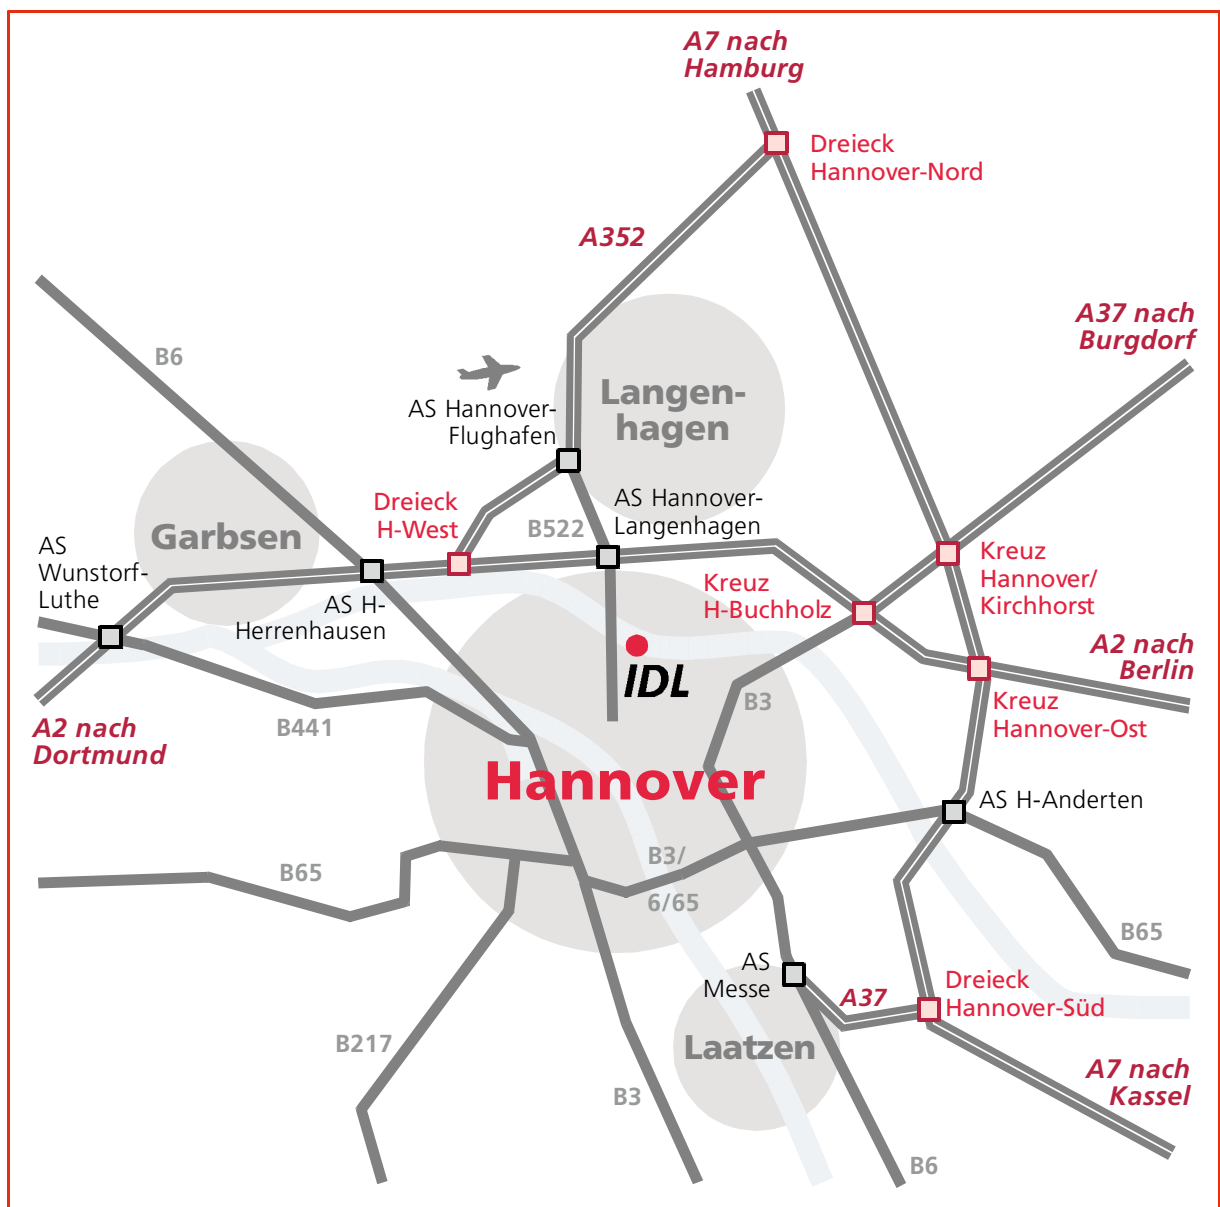 A7 nach
Hamburg
Dreieck
Hannover-Nord
A352
A37 nach
Burgdorf
B6
Langen-
hagen
AS Hannover-
Flughafen
Dreieck
H-West
AS Hannover-
Langenhagen
B522
Garbsen
AS
Wunstorf-
Luthe
AS H-
Herrenhausen
Kreuz
H-Buchholz
Kreuz
Hannover/
Kirchhorst
A2 nach
Berlin
IDL
B3
Kreuz
Hannover-Ost
A2 nach
Dortmund
B441
Hannover
AS H-Anderten
B65
B3/
6/65
B65
AS
Messe
A37
Dreieck
Hannover-Süd
B217
Laatzen
A7 nach
Kassel
B3
B6